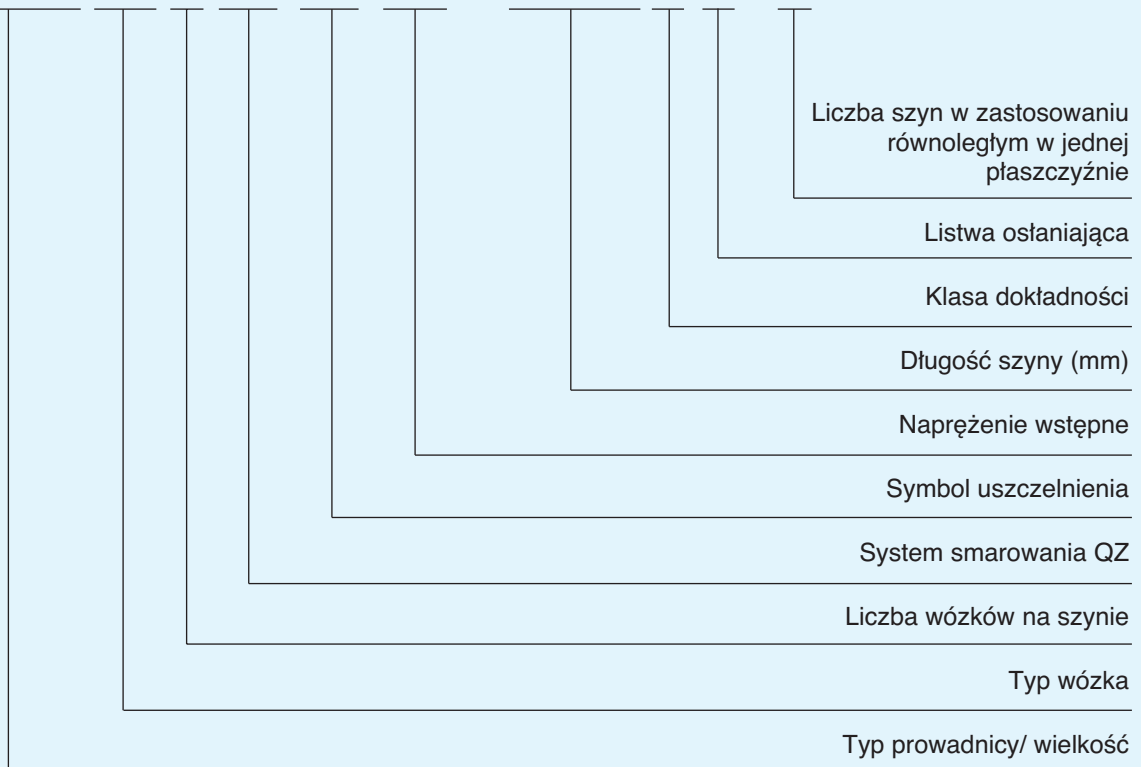 Liczba szyn w zastosowaniu
równoległym w jednej
płaszczyźnie
Listwa osłaniająca
Klasa dokładności
Długość szyny (mm)
Naprężenie wstępne
Symbol uszczelnienia
System smarowania QZ
Liczba wózków na szynie
Typ wózka
Typ prowadnicy/ wielkość